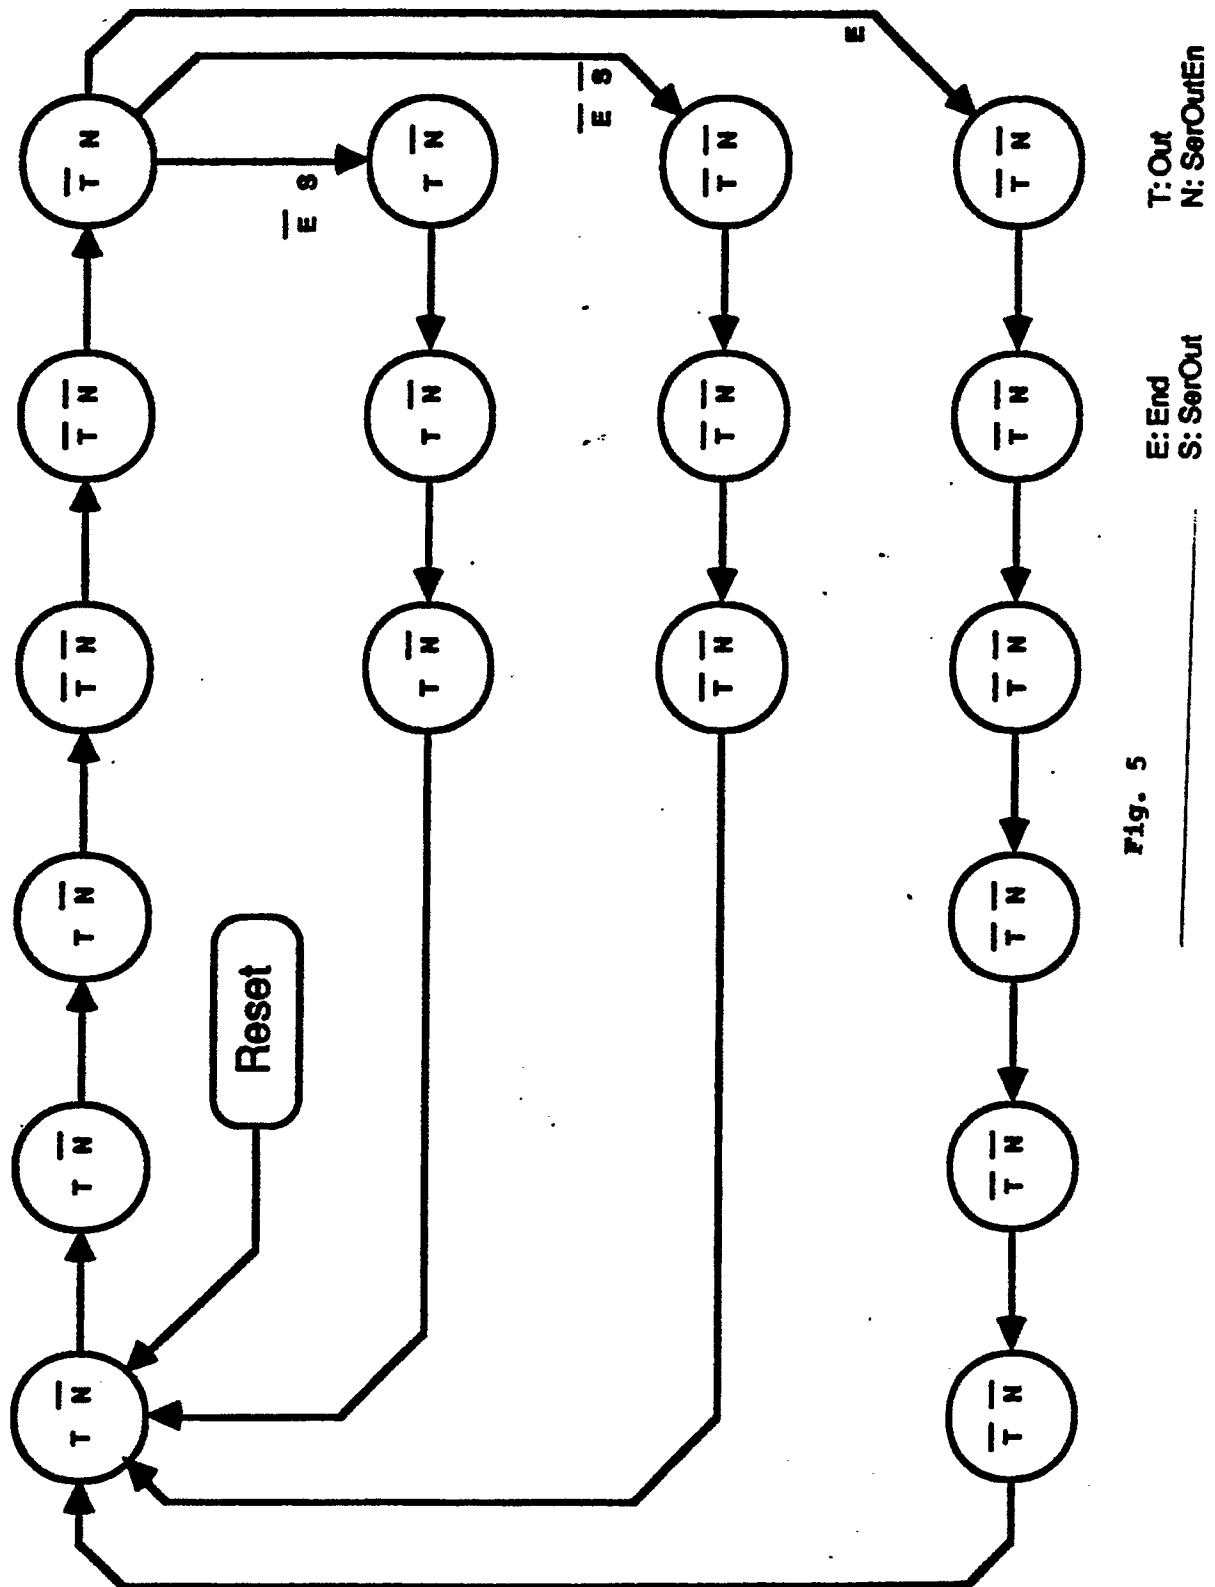 T N̅
T N̅
T N̅
T̅ N̅
T̅ N̅
T̅ N
Reset
E̅ S
T N̅
T N̅
T N̅
E̅ S̅
T̅ N̅
T̅ N̅
T̅ N̅
E
T̅ N̅
T̅ N̅
T̅ N̅
T̅ N̅
T̅ N̅
T̅ N̅
Fig. 5
E: End
S: SerOut
T: Out
N: SerOutEn